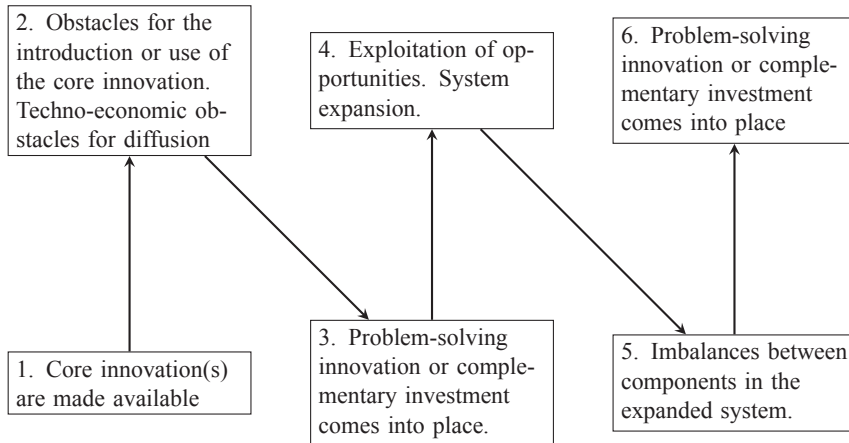 2. Obstacles for the
introduction or use of
the core innovation.
Techno-economic ob-
stacles for diffusion
4. Exploitation of op-
portunities. System
expansion.
6. Problem-solving
innovation or comple-
mentary investment
comes into place
1. Core innovation(s)
are made available
3. Problem-solving
innovation or comple-
mentary investment
comes into place.
5. Imbalances between
components in the
expanded system.